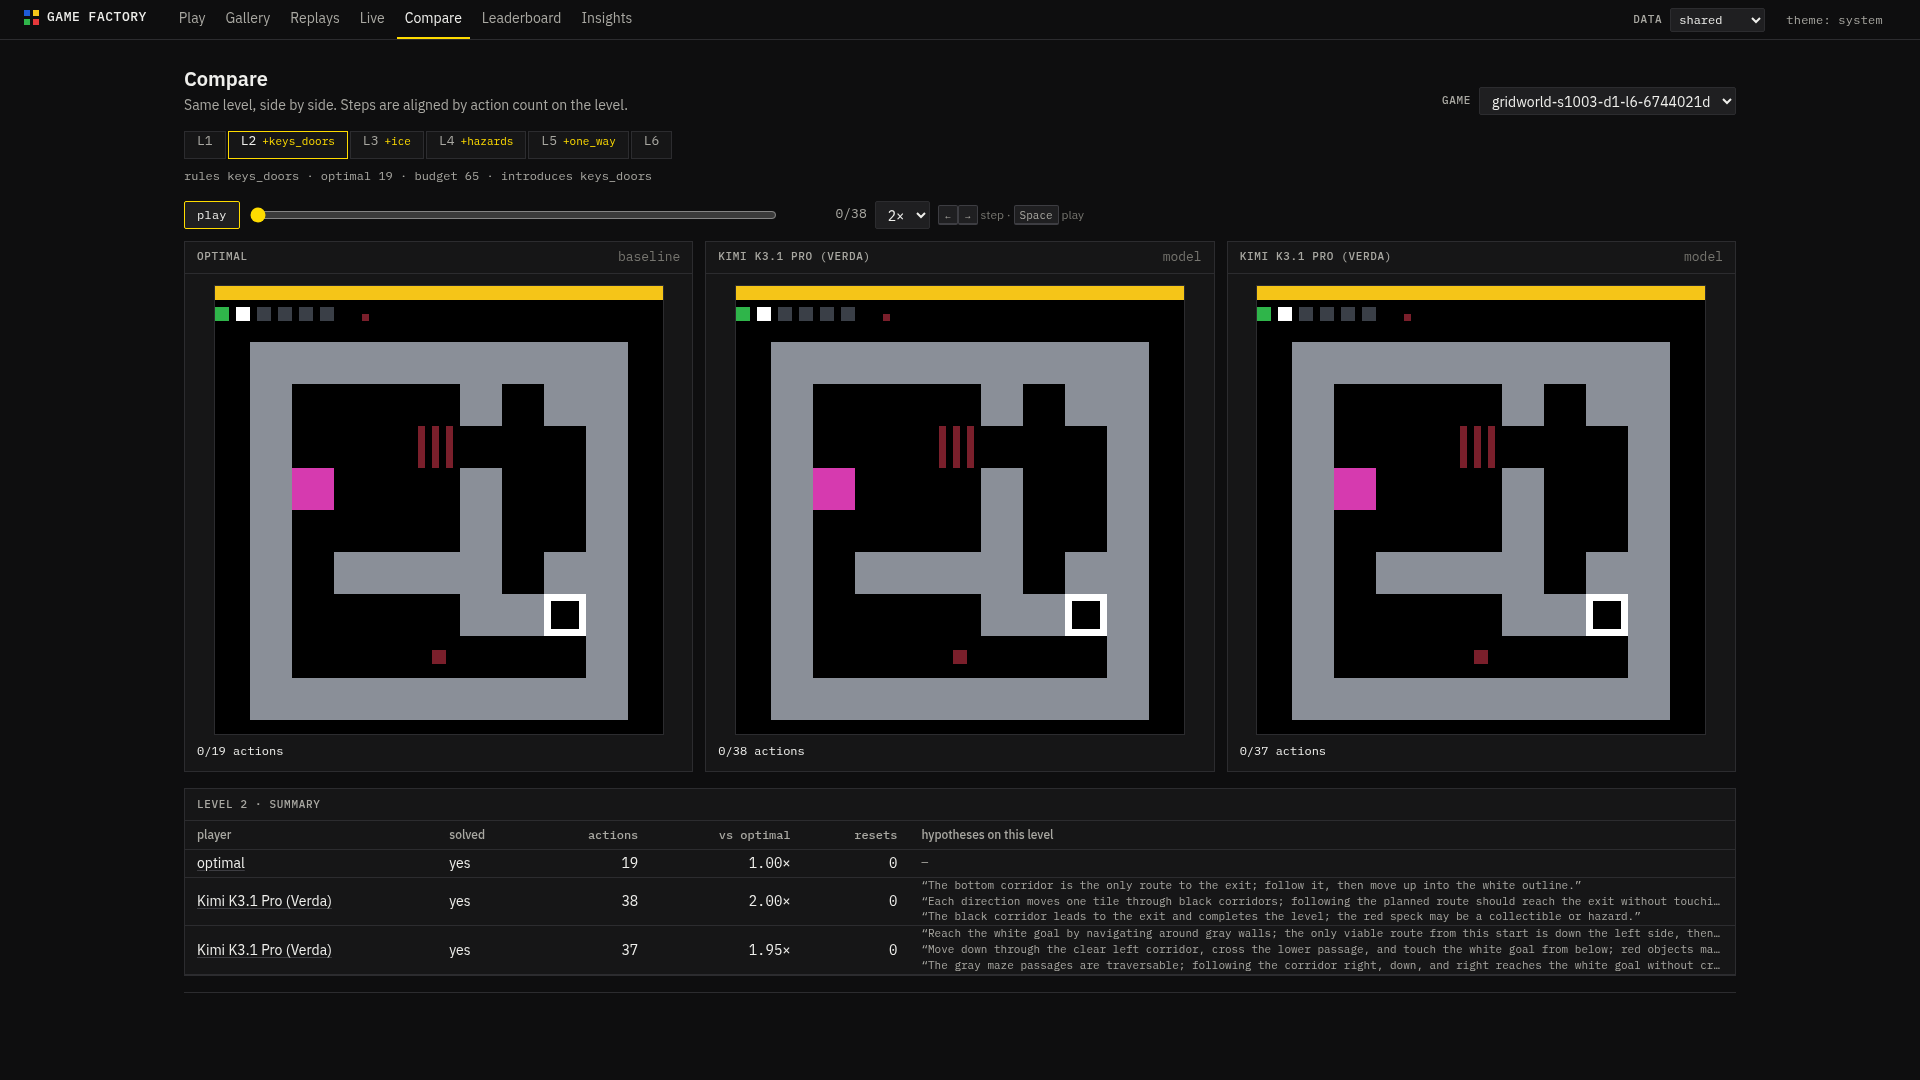 GAME FACTORY Play Gallery Replays Live Compare Leaderboard Insights DATA shared theme: system
Compare
Same level, side by side. Steps are aligned by action count on the level.
GAME gridworld-s1003-d1-l6-6744021d
L1 L2 +keys_doors L3 +ice L4 +hazards L5 +one_way L6
rules keys_doors · optimal 19 · budget 65 · introduces keys_doors
play 0/38 2× ← → step · Space play
OPTIMAL baseline
KIMI K3.1 PRO (VERDA) model
KIMI K3.1 PRO (VERDA) model
0/19 actions
0/38 actions
0/37 actions
LEVEL 2 · SUMMARY
player solved actions vs optimal resets hypotheses on this level
optimal yes 19 1.00× 0 —
Kimi K3.1 Pro (Verda) yes 38 2.00× 0
“The bottom corridor is the only route to the exit; follow it, then move up into the white outline.”
“Each direction moves one tile through black corridors; following the planned route should reach the exit without touchi…
“The black corridor leads to the exit and completes the level; the red speck may be a collectible or hazard.”
Kimi K3.1 Pro (Verda) yes 37 1.95× 0
“Reach the white goal by navigating around gray walls; the only viable route from this start is down the left side, then…
“Move down through the clear left corridor, cross the lower passage, and touch the white goal from below; red objects ma…
“The gray maze passages are traversable; following the corridor right, down, and right reaches the white goal without cr…